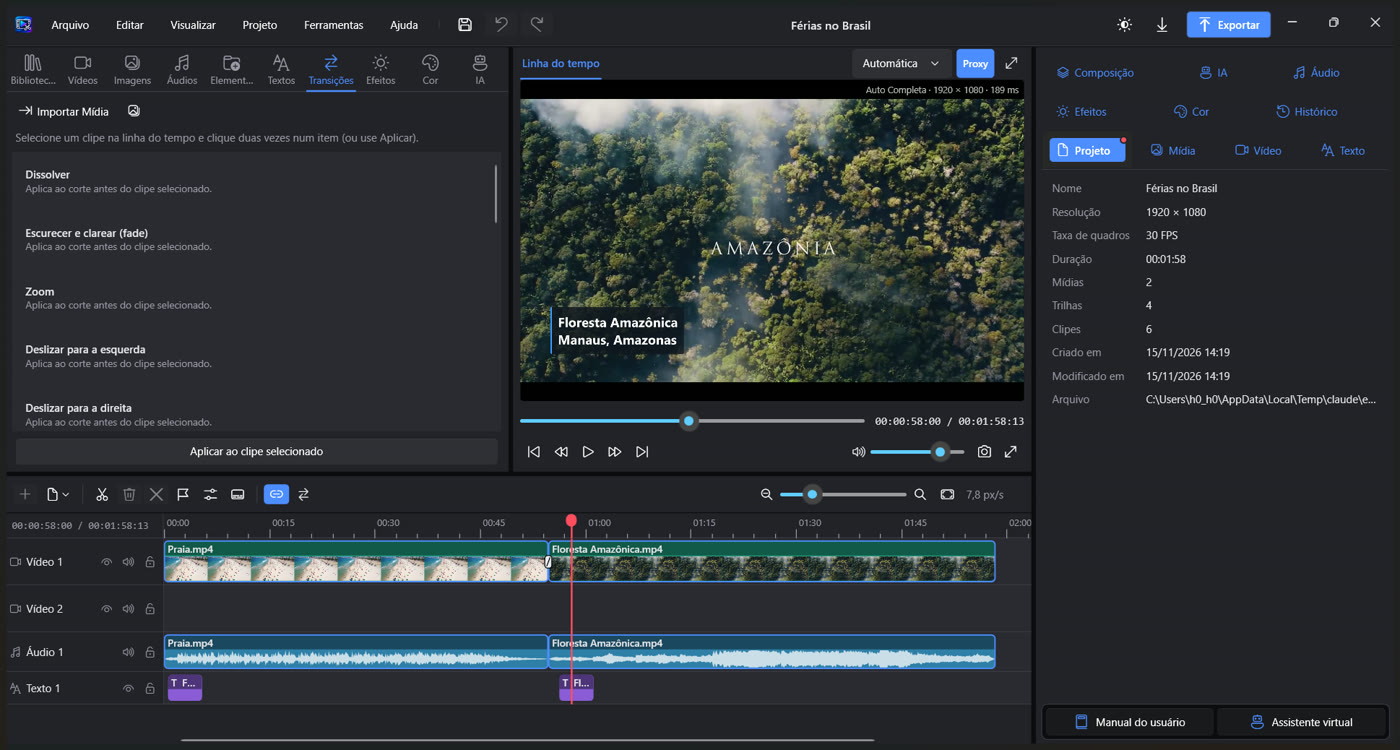 Arquivo Editar Visualizar Projeto Ferramentas Ajuda
Férias no Brasil
Exportar
Bibliotec... Vídeos Imagens Áudios Element... Textos Transições Efeitos Cor IA
Importar Mídia
Selecione um clipe na linha do tempo e clique duas vezes num item (ou use Aplicar).
Dissolver
Aplica ao corte antes do clipe selecionado.
Escurecer e clarear (fade)
Aplica ao corte antes do clipe selecionado.
Zoom
Aplica ao corte antes do clipe selecionado.
Deslizar para a esquerda
Aplica ao corte antes do clipe selecionado.
Deslizar para a direita
Aplica ao corte antes do clipe selecionado.
Aplicar ao clipe selecionado
Linha do tempo
Automática
Proxy
Auto Completa · 1920 × 1080 · 189 ms
AMAZÔNIA
Floresta Amazônica
Manaus, Amazonas
00:00:58:00 / 00:01:58:13
Composição IA Áudio
Efeitos Cor Histórico
Projeto Mídia Vídeo Texto
Nome Férias no Brasil
Resolução 1920 × 1080
Taxa de quadros 30 FPS
Duração 00:01:58
Mídias 2
Trilhas 4
Clipes 6
Criado em 15/11/2026 14:19
Modificado em 15/11/2026 14:19
Arquivo C:\Users\h0_h0\AppData\Local\Temp\claude\e...
7,8 px/s
00:00:58:00 / 00:01:58:13
00:00 00:15 00:30 00:45 01:00 01:15 01:30 01:45 02:00
Vídeo 1
Praia.mp4 Floresta Amazônica.mp4
Vídeo 2
Áudio 1
Praia.mp4 Floresta Amazônica.mp4
Texto 1
T F... T Fl...
Manual do usuário
Assistente virtual